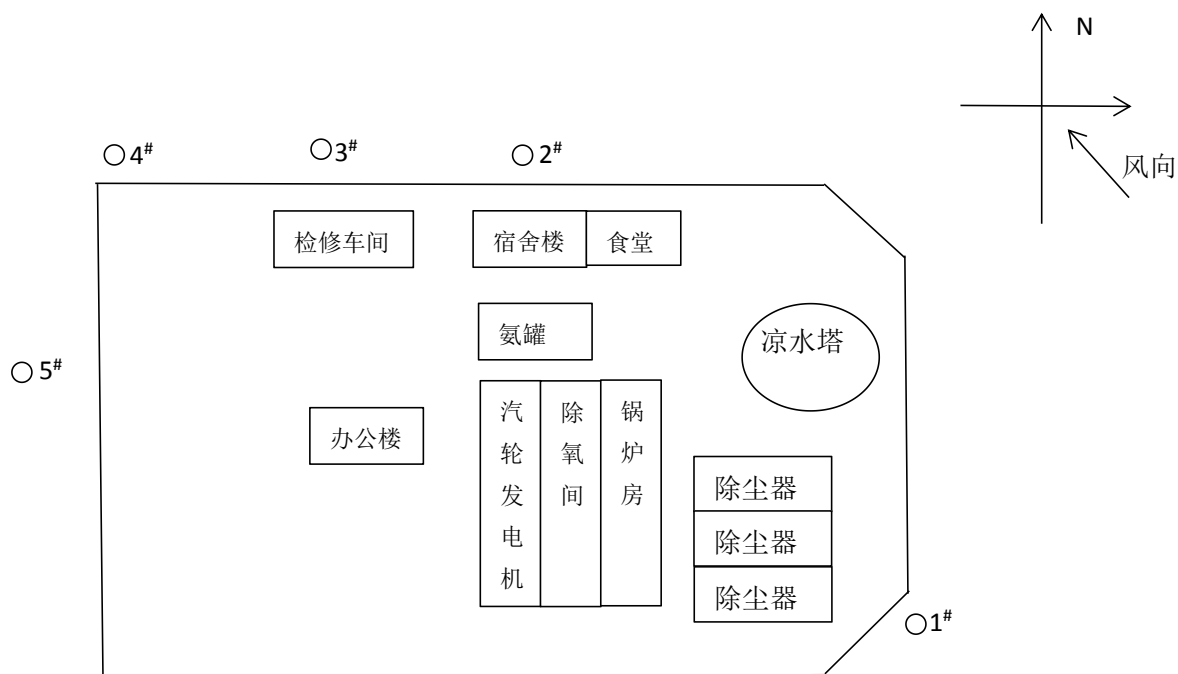 N
风向
4#
3#
2#
检修车间
宿舍楼
食堂
氨罐
凉水塔
5#
办公楼
汽轮发电机
除氧间
锅炉房
除尘器
除尘器
除尘器
1#